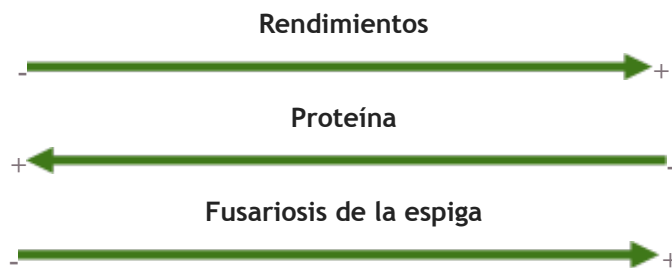 Rendimientos
- +
Proteína
+ -
Fusariosis de la espiga
- +